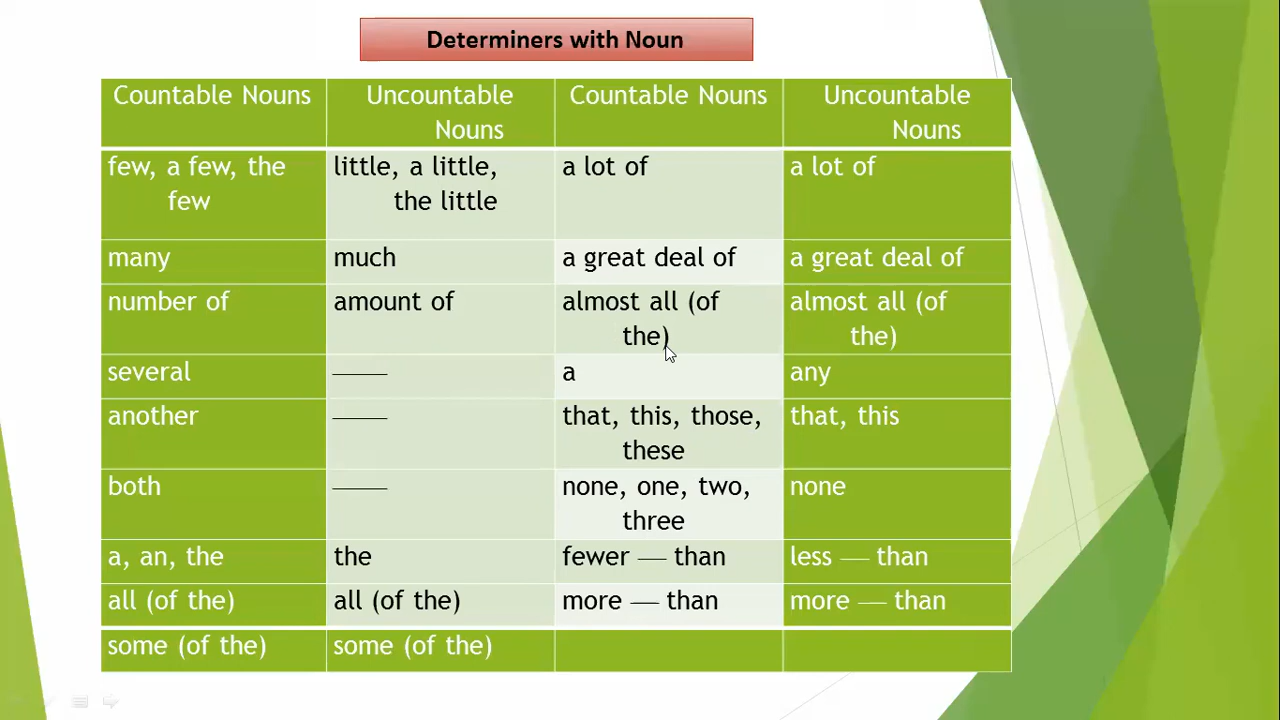 Determiners with Noun
Countable Nouns
Uncountable
Nouns
Countable Nouns
Uncountable
Nouns
few, a few, the
few
little, a little,
the little
a lot of
a lot of
many
much
a great deal of
a great deal of
number of
amount of
almost all (of
the)
almost all (of
the)
several
——
a
any
another
——
that, this, those,
these
that, this
both
——
none, one, two,
three
none
a, an, the
the
fewer — than
less — than
all (of the)
all (of the)
more — than
more — than
some (of the)
some (of the)